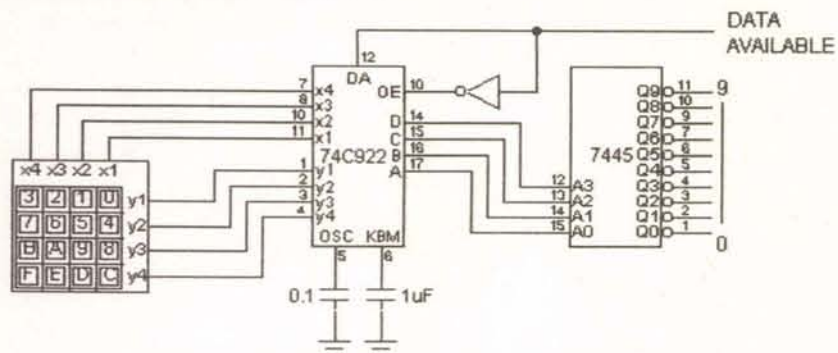 DATA
AVAILABLE
12
DA
7 x4
8 x3
10 x2
11 x1
OE 10
D 14
C 15
B 16
A 17
74C922
1 y1
2 y2
3 y3
4 y4
OSC KBM
5 6
0.1 1uF
x4 x3 x2 x1
3 2 1 0 y1
7 6 5 4 y2
B A 9 8 y3
F E D C y4
Q9 11 9
Q8 10
Q7 9
Q6 7
7445 Q5 6
Q4 5
12 A3 Q3 4
13 A2 Q2 3
14 A1 Q1 2
15 A0 Q0 1 0